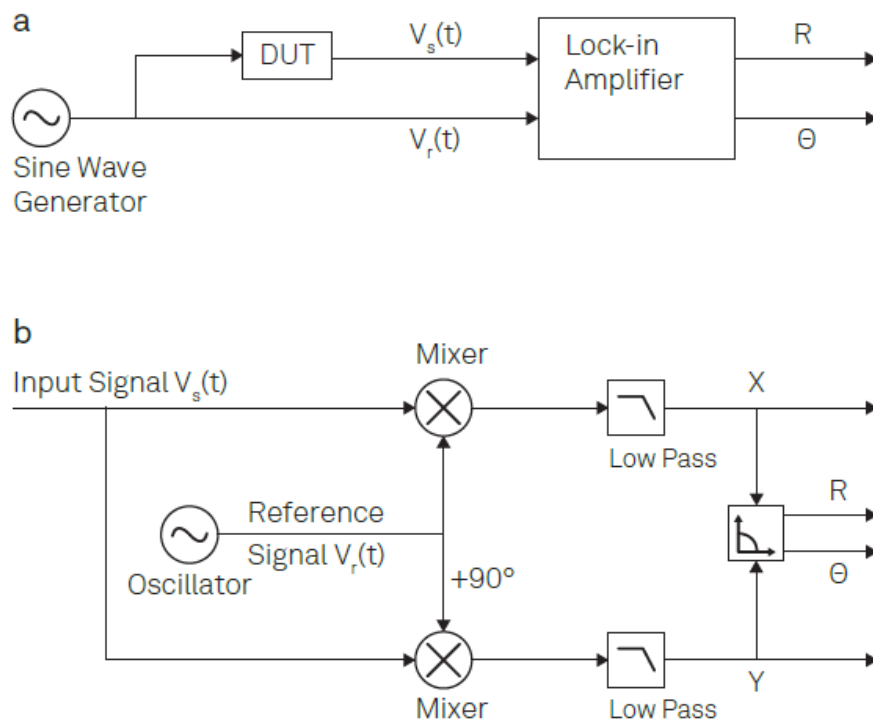 a
DUT
V_s(t)
Lock-in
Amplifier
R
V_r(t)
Θ
Sine Wave
Generator
b
Mixer
Input Signal V_s(t)
X
Low Pass
Reference
R
Signal V_r(t)
Oscillator
+90°
Θ
Mixer
Low Pass
Y